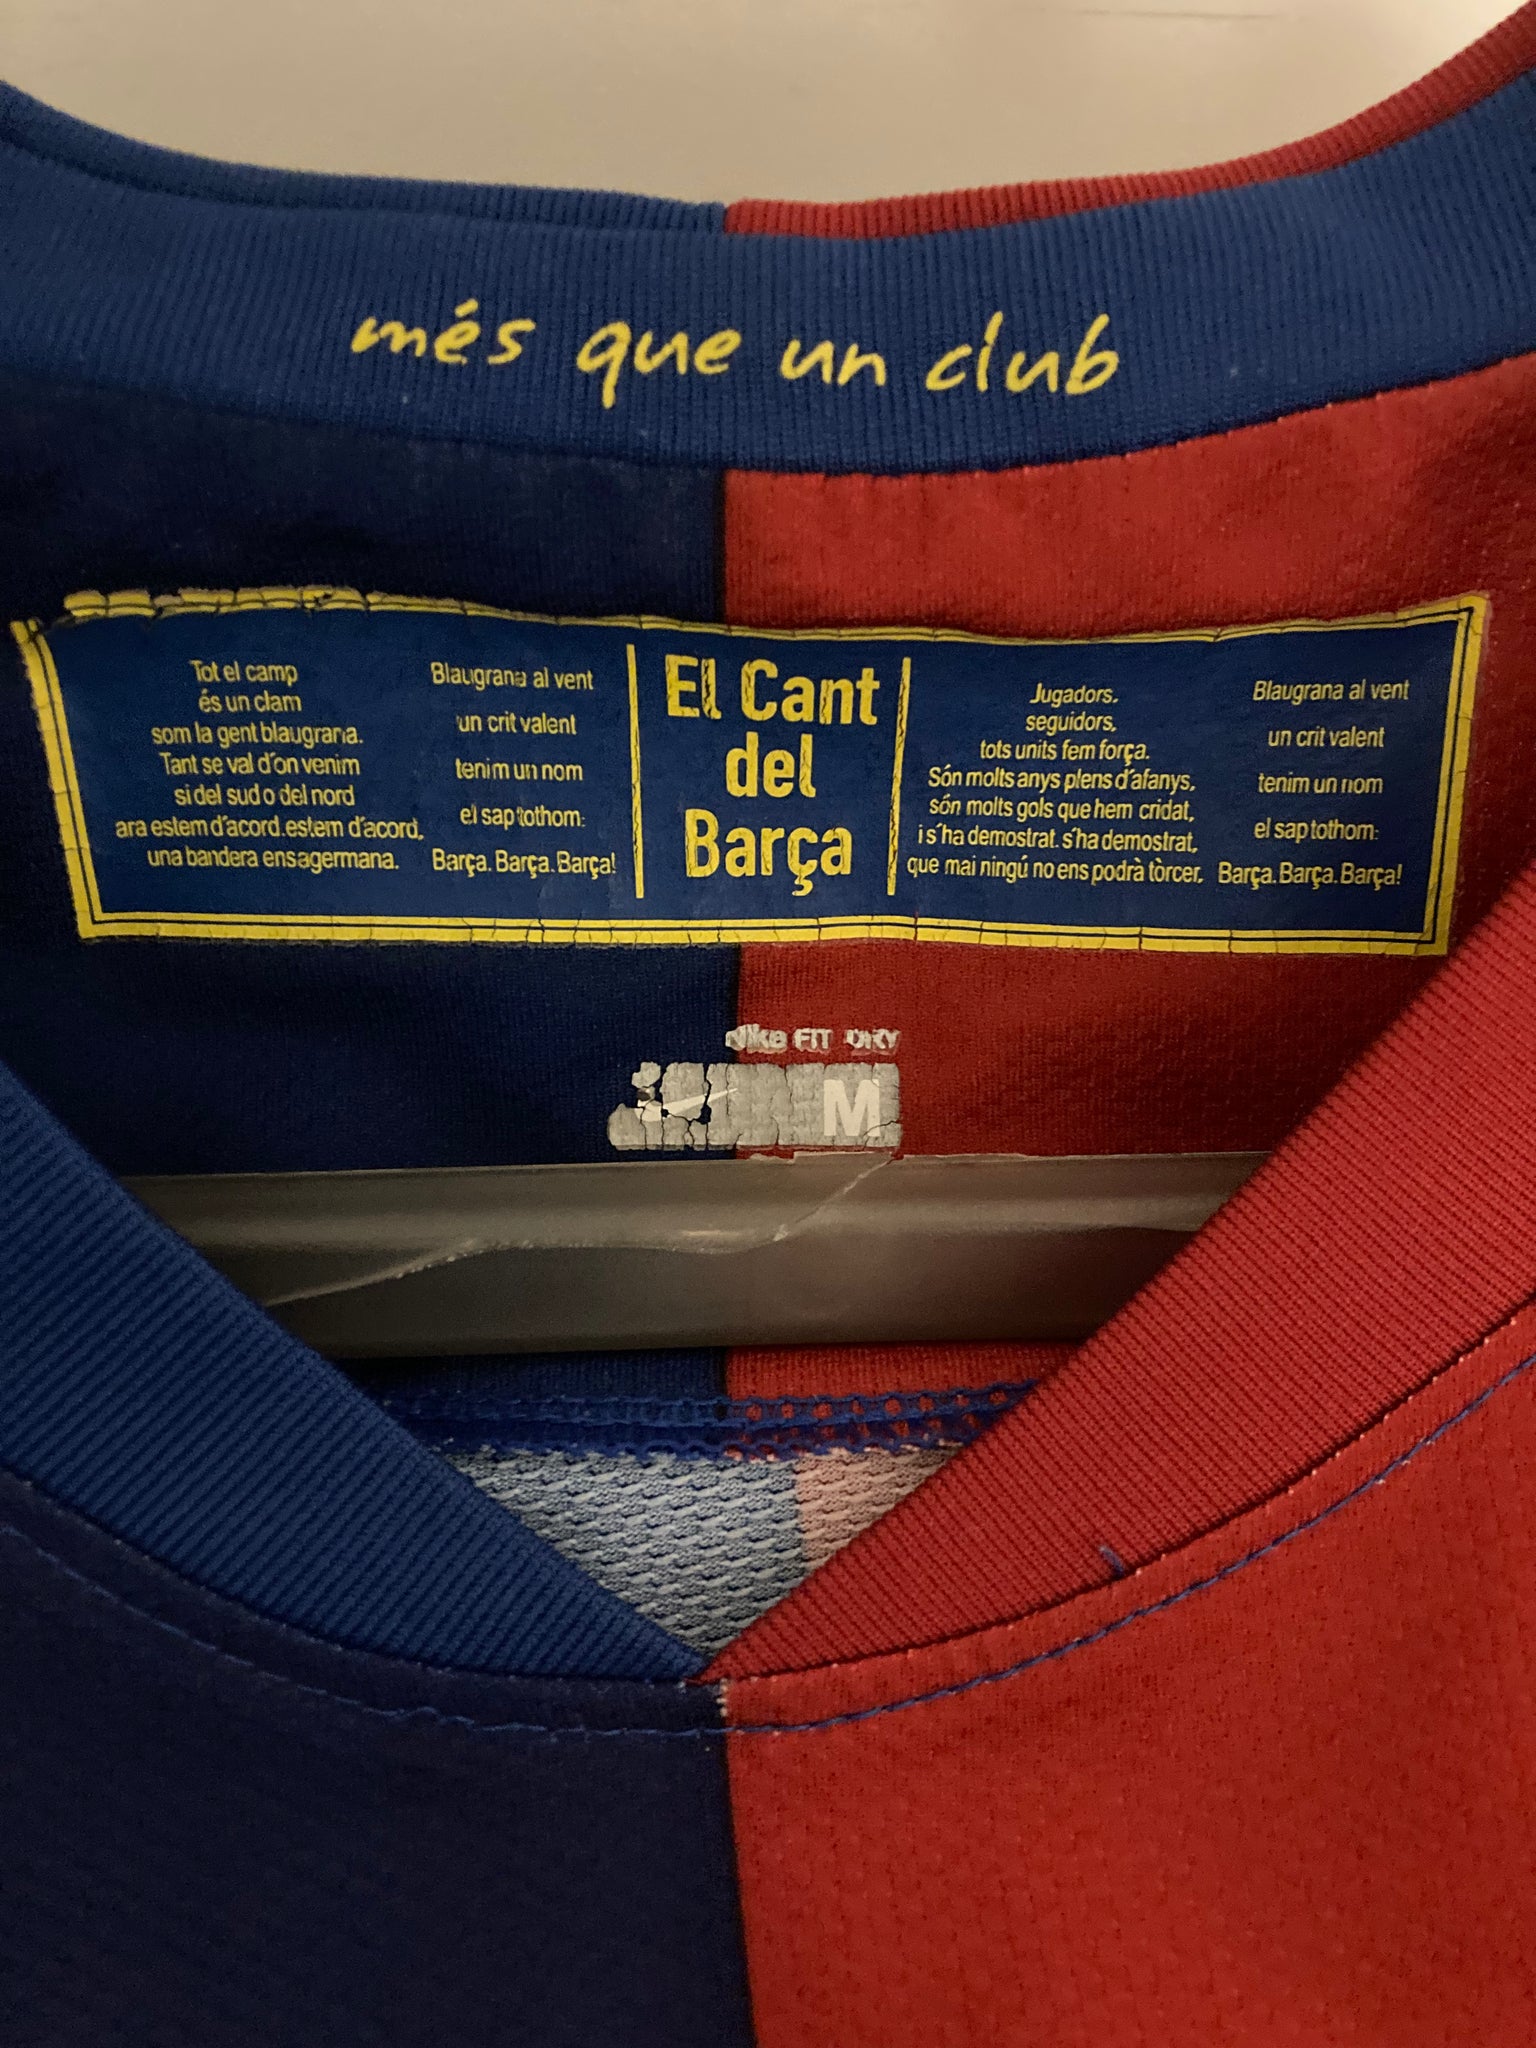 més que un club
Tot el camp
és un clam
som la gent blaugrana.
Tant se val d'on venim
si del sud o del nord
ara estem d'acord. estem d'acord,
una bandera ensagermana.
Blaugrana al vent
un crit valent
tenim un nom
el sap tothom:
Barça. Barça. Barça!
El Cant
del
Barça
Jugadors.
seguidors,
tots units fem força.
Són molts anys plens d'afanys,
són molts gols que hem cridat,
i s'ha demostrat. s'ha demostrat,
que mai ningú no ens podrà tòrcer.
Blaugrana al vent
un crit valent
tenim un nom
el sap tothom:
Barça. Barça. Barça!
Nike FIT DRY
M